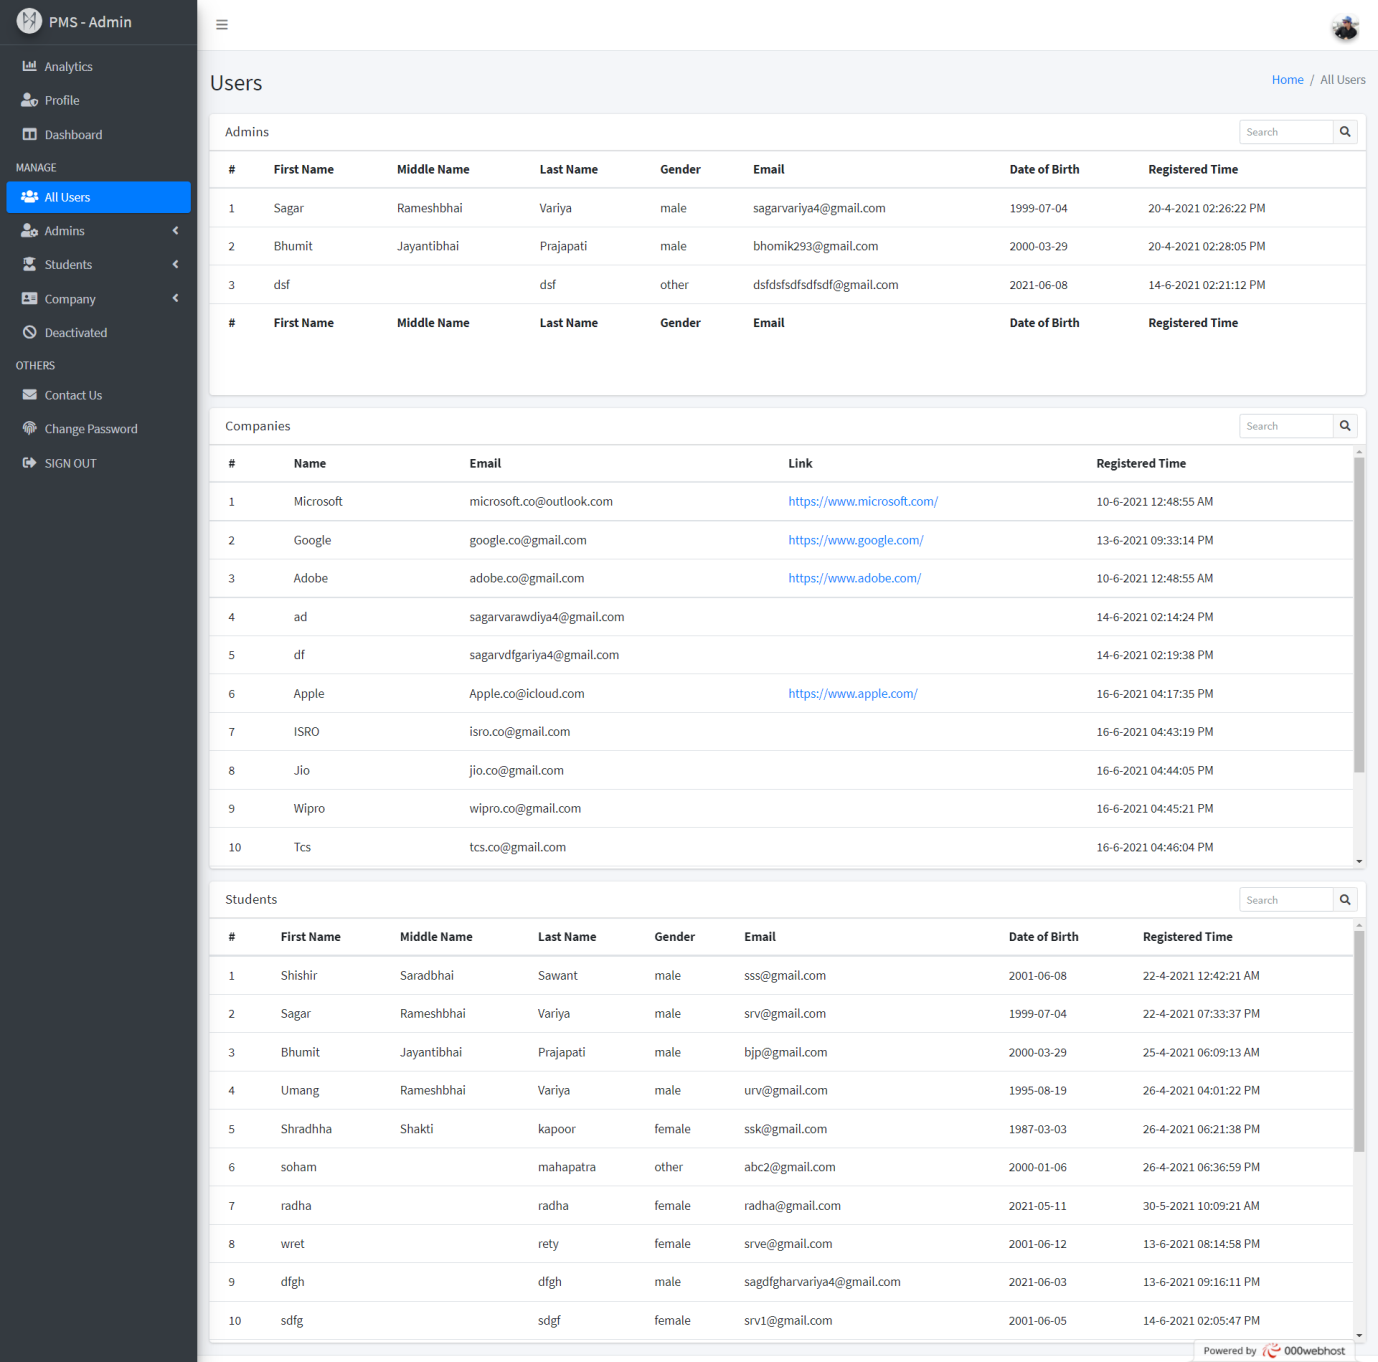 PMS - Admin
Analytics
Profile
Dashboard
MANAGE
All Users
Admins
Students
Company
Deactivated
OTHERS
Contact Us
Change Password
SIGN OUT
Users
Home / All Users
Admins
Search
# First Name Middle Name Last Name Gender Email Date of Birth Registered Time
1 Sagar Rameshbhai Variya male sagarvariya4@gmail.com 1999-07-04 20-4-2021 02:26:22 PM
2 Bhumit Jayantibhai Prajapati male bhomik293@gmail.com 2000-03-29 20-4-2021 02:28:05 PM
3 dsf dsf other dsfdsfsdfsdfsdf@gmail.com 2021-06-08 14-6-2021 02:21:12 PM
# First Name Middle Name Last Name Gender Email Date of Birth Registered Time
Companies
Search
# Name Email Link Registered Time
1 Microsoft microsoft.co@outlook.com https://www.microsoft.com/ 10-6-2021 12:48:55 AM
2 Google google.co@gmail.com https://www.google.com/ 13-6-2021 09:33:14 PM
3 Adobe adobe.co@gmail.com https://www.adobe.com/ 10-6-2021 12:48:55 AM
4 ad sagarvarawdiya4@gmail.com 14-6-2021 02:14:24 PM
5 df sagarvdfgariya4@gmail.com 14-6-2021 02:19:38 PM
6 Apple Apple.co@icloud.com https://www.apple.com/ 16-6-2021 04:17:35 PM
7 ISRO isro.co@gmail.com 16-6-2021 04:43:19 PM
8 Jio jio.co@gmail.com 16-6-2021 04:44:05 PM
9 Wipro wipro.co@gmail.com 16-6-2021 04:45:21 PM
10 Tcs tcs.co@gmail.com 16-6-2021 04:46:04 PM
Students
Search
# First Name Middle Name Last Name Gender Email Date of Birth Registered Time
1 Shishir Saradbhai Sawant male sss@gmail.com 2001-06-08 22-4-2021 12:42:21 AM
2 Sagar Rameshbhai Variya male srv@gmail.com 1999-07-04 22-4-2021 07:33:37 PM
3 Bhumit Jayantibhai Prajapati male bjp@gmail.com 2000-03-29 25-4-2021 06:09:13 AM
4 Umang Rameshbhai Variya male urv@gmail.com 1995-08-19 26-4-2021 04:01:22 PM
5 Shradhha Shakti kapoor female ssk@gmail.com 1987-03-03 26-4-2021 06:21:38 PM
6 soham mahapatra other abc2@gmail.com 2000-01-06 26-4-2021 06:36:59 PM
7 radha radha female radha@gmail.com 2021-05-11 30-5-2021 10:09:21 AM
8 wret rety female srve@gmail.com 2001-06-12 13-6-2021 08:14:58 PM
9 dfgh dfgh male sagdfgharvariya4@gmail.com 2021-06-03 13-6-2021 09:16:11 PM
10 sdfg sdgf female srv1@gmail.com 2001-06-05 14-6-2021 02:05:47 PM
Powered by 000webhost